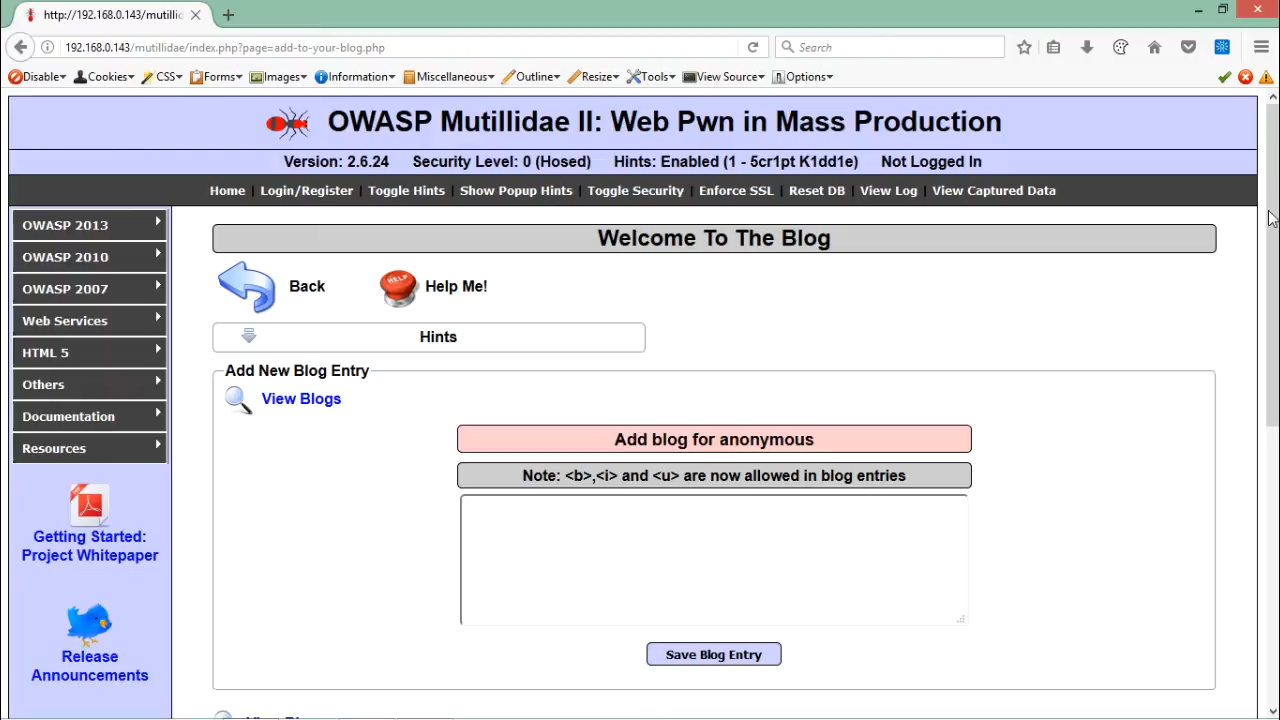 http://192.168.0.143/mutillid
192.168.0.143/mutillidae/index.php?page=add-to-your-blog.php
Search
Disable Cookies CSS Forms Images Information Miscellaneous Outline Resize Tools View Source Options
OWASP Mutillidae II: Web Pwn in Mass Production
Version: 2.6.24 Security Level: 0 (Hosed) Hints: Enabled (1 - 5cr1pt K1dd1e) Not Logged In
Home | Login/Register | Toggle Hints | Show Popup Hints | Toggle Security | Enforce SSL | Reset DB | View Log | View Captured Data
OWASP 2013
OWASP 2010
OWASP 2007
Web Services
HTML 5
Others
Documentation
Resources
Getting Started:
Project Whitepaper
Release
Announcements
Welcome To The Blog
Back
HELP
Help Me!
Hints
Add New Blog Entry
View Blogs
Add blog for anonymous
Note: <b>,<i> and <u> are now allowed in blog entries
Save Blog Entry